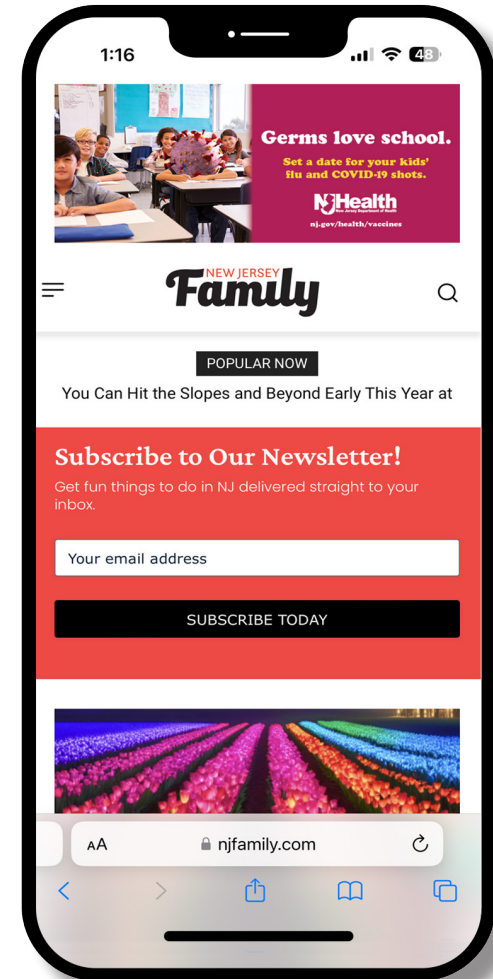 1:16
48
Germs love school.
Set a date for your kids'
flu and COVID-19 shots.
NJHealth
New Jersey Department of Health
nj.gov/health/vaccines
NEW JERSEY
Family
POPULAR NOW
You Can Hit the Slopes and Beyond Early This Year at
Subscribe to Our Newsletter!
Get fun things to do in NJ delivered straight to your
inbox.
Your email address
SUBSCRIBE TODAY
AA
njfamily.com